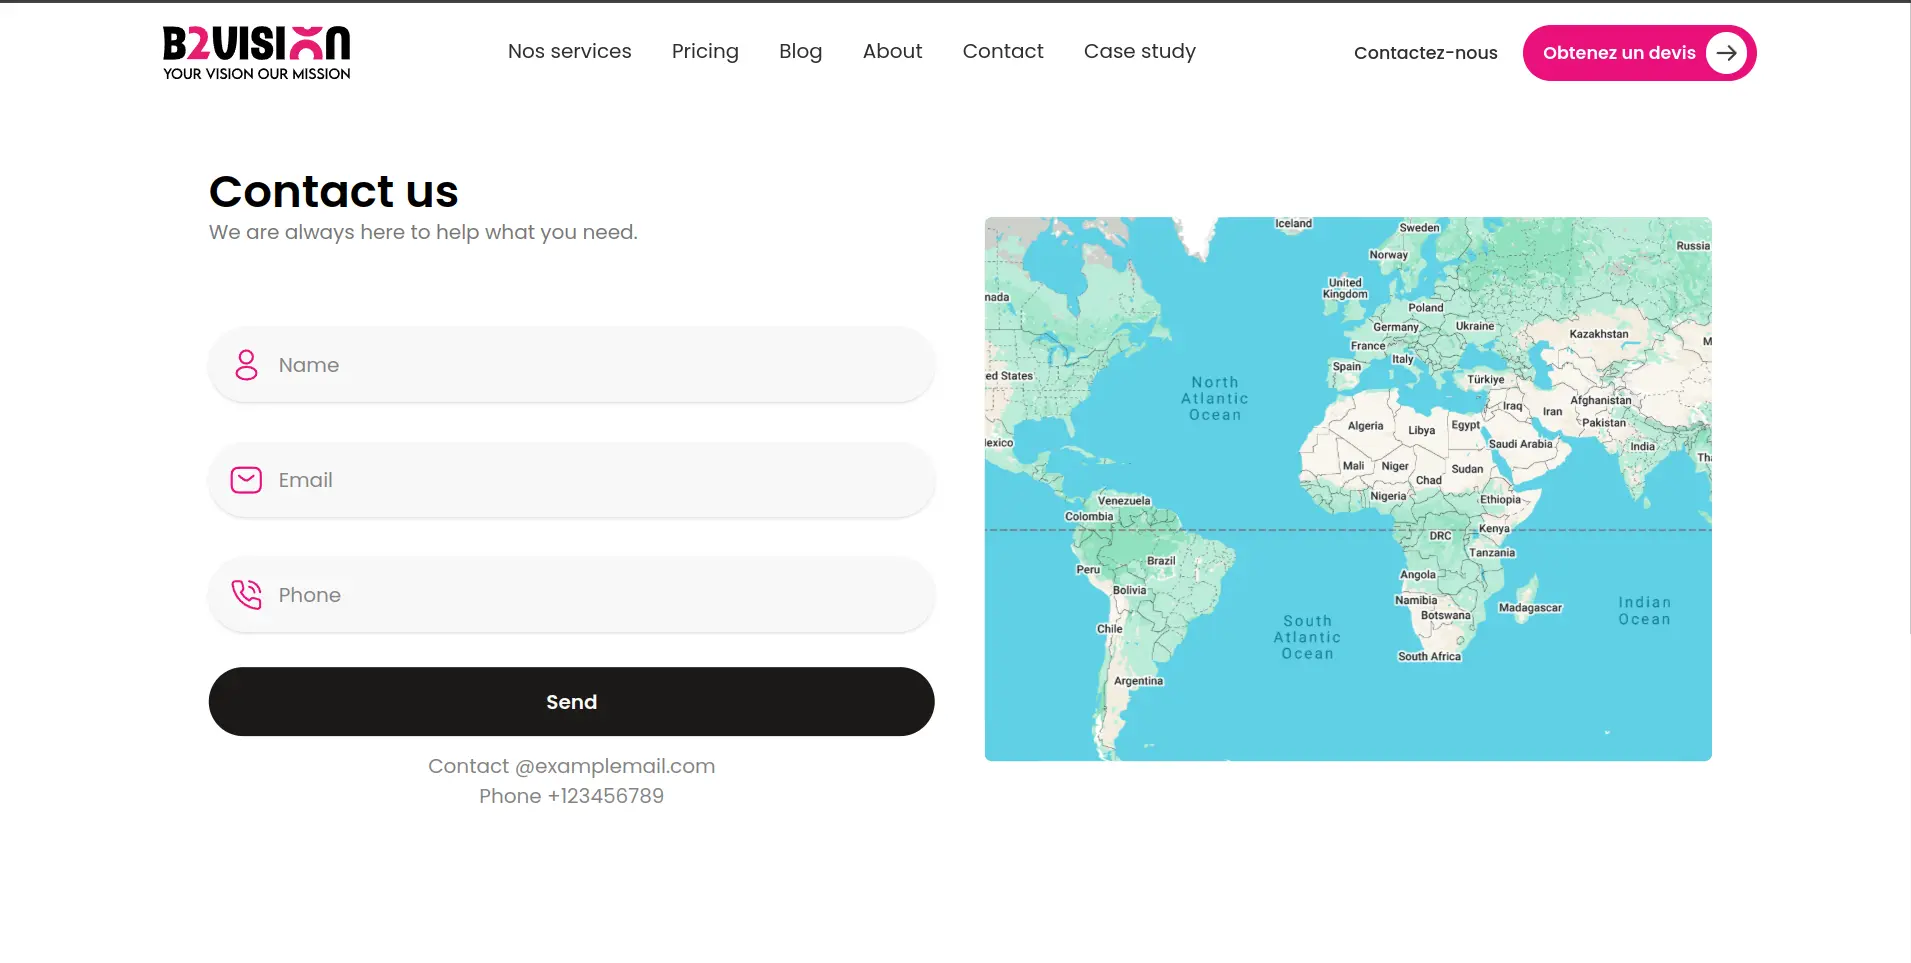 B2VISION
YOUR VISION OUR MISSION
Nos services
Pricing
Blog
About
Contact
Case study
Contactez-nous
Obtenez un devis
Contact us
We are always here to help what you need.
Name
Email
Phone
Send
Contact @examplemail.com
Phone +123456789
Iceland
Sweden
Russia
Norway
United
Kingdom
nada
Poland
Germany
Ukraine
Kazakhstan
France
M
Italy
Spain
ed States
Türkiye
North
Atlantic
Ocean
Afghanistan
Iraq
Iran
Pakistan
Algeria
Libya
Egypt
Saudi Arabia
lexico
India
Tha
Mali
Niger
Sudan
Chad
Nigeria
Ethiopia
Venezuela
Colombia
Kenya
DRC
Tanzania
Brazil
Peru
Angola
Bolivia
Namibia
Botswana
Madagascar
Indian
Ocean
South
Atlantic
Ocean
Chile
South Africa
Argentina